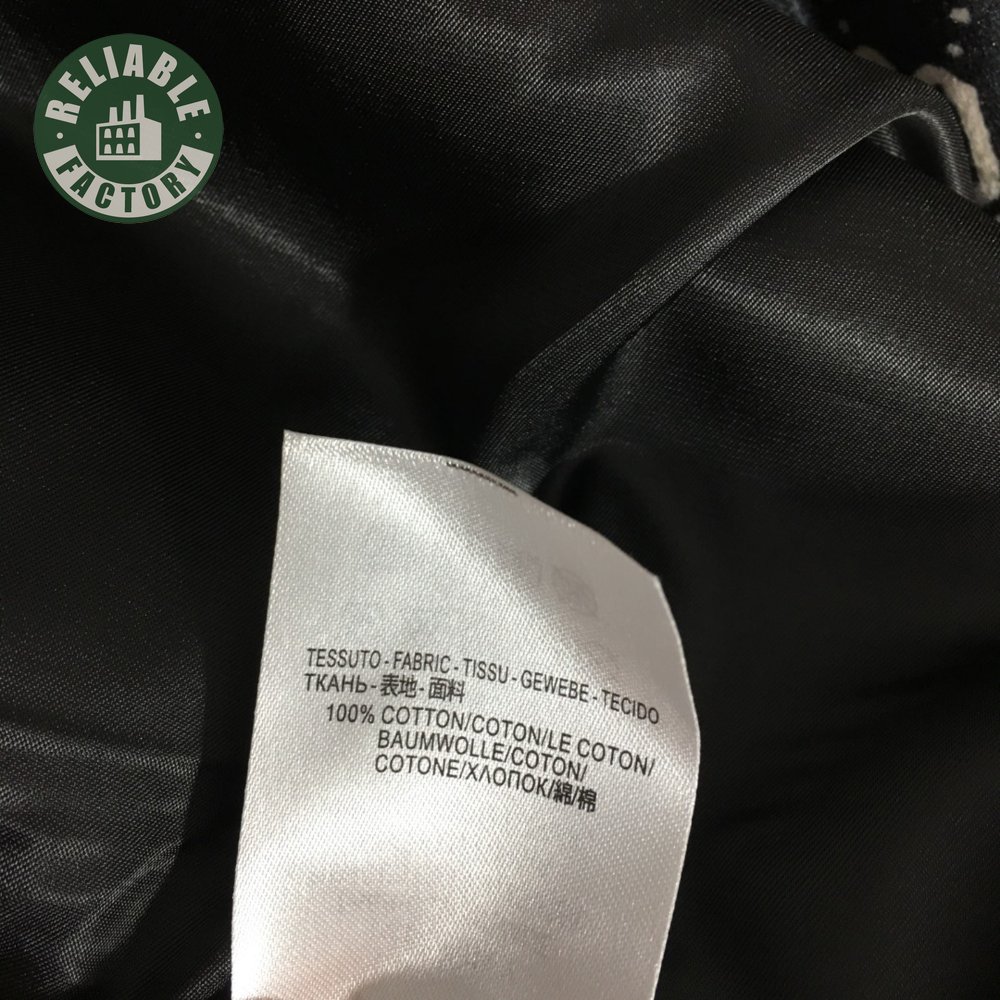 RELIABLE
FACTORY
TESSUTO - FABRIC - TISSU - GEWEBE - TECIDO
ТКАНЬ - 表地 - 面料
100% COTTON/COTON/LE COTON/
BAUMWOLLE/COTON/
COTONE/ХЛОПОК/綿/棉